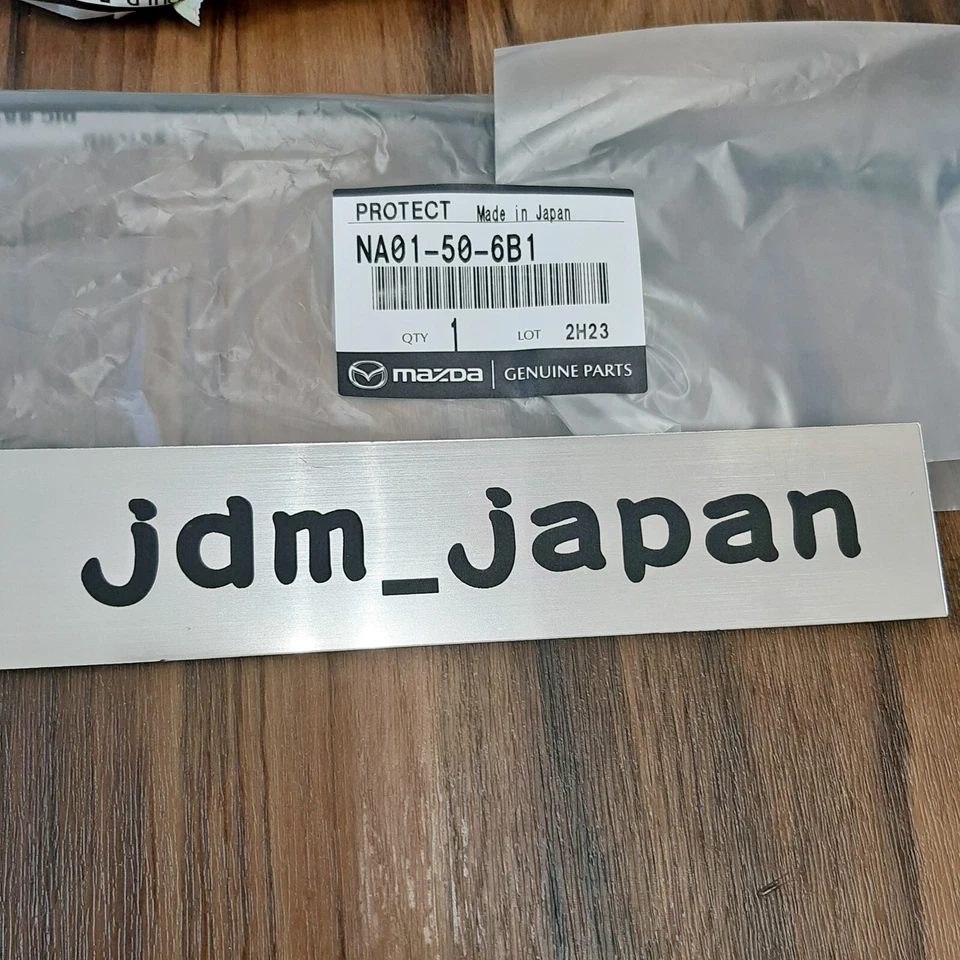 PROTECT Made in Japan
NA01-50-6B1
QTY 1 LOT 2H23
mazda GENUINE PARTS
jdm_japan